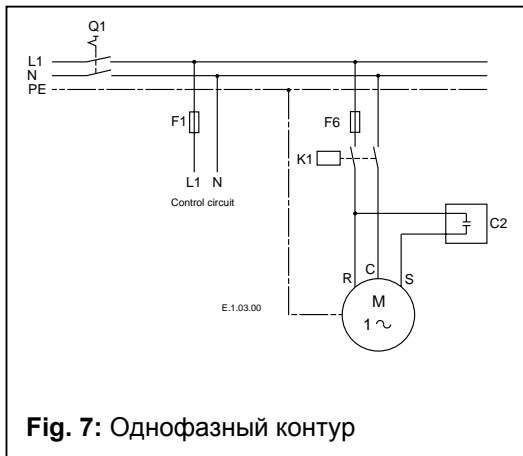 Q1
L1
N
PE
F1
F6
K1
L1 N
Control circuit
C2
R C S
E.1.03.00
M
1 ~
Fig. 7: Однофазный контур